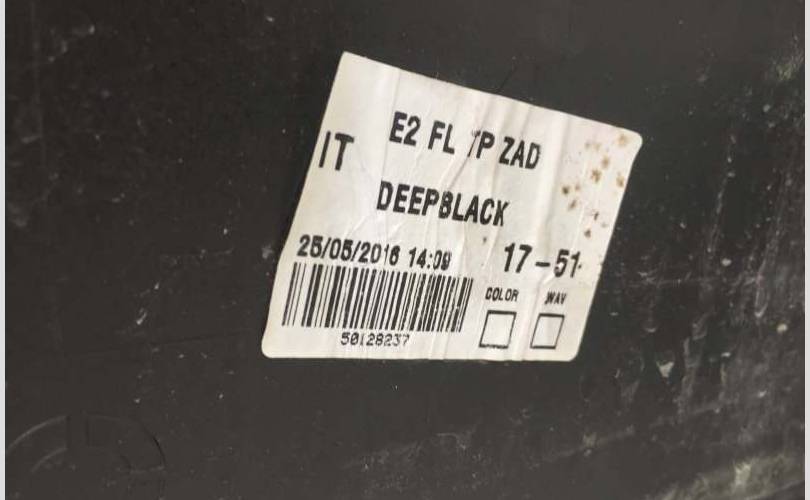 IT
E2 FL TP ZAD
DEEPBLACK
25/05/2016 14:09
17-51
COLOR WAV
50128237